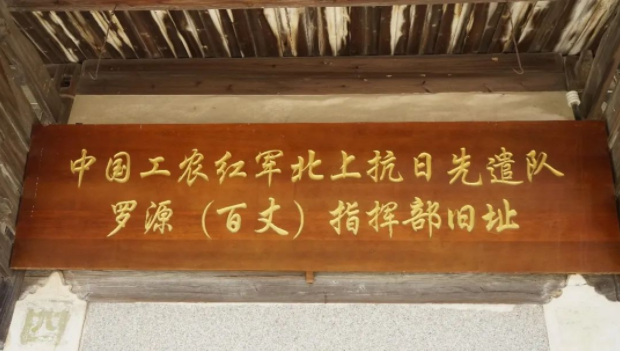 中国工农红军北上抗日先遣队
罗源（百丈）指挥部旧址
四